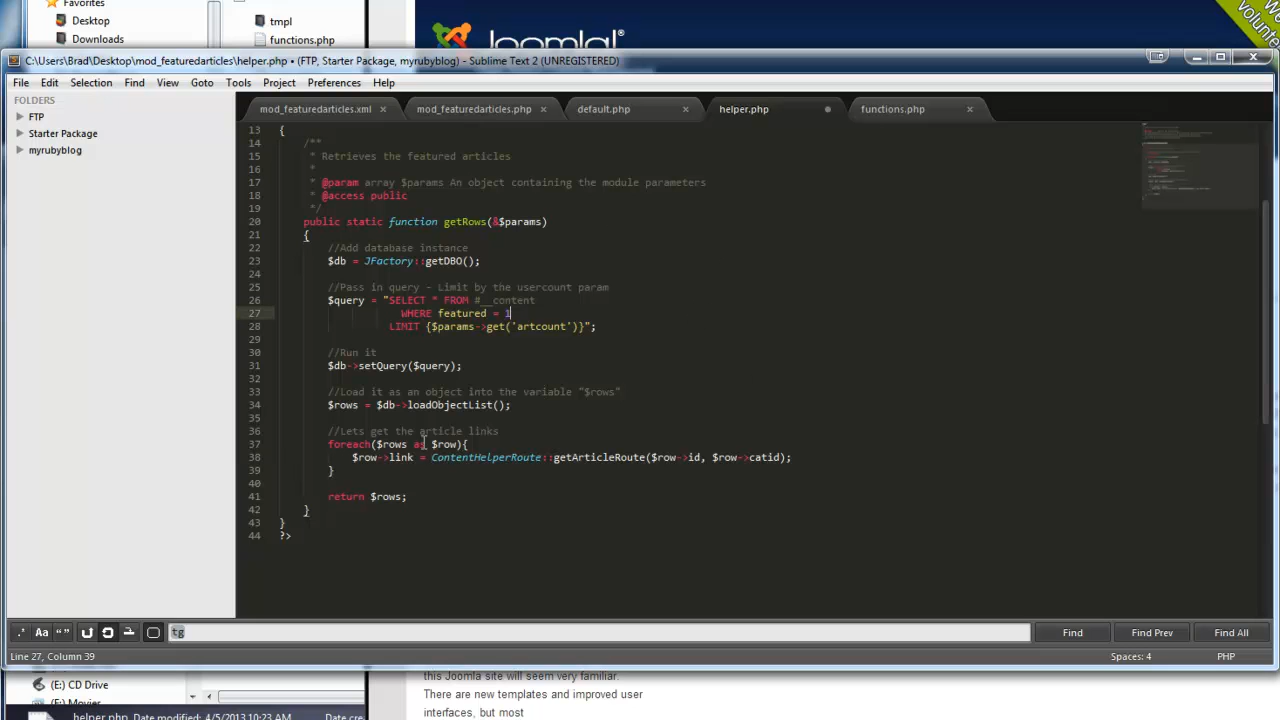 Favorites
Desktop
Downloads
tmpl
functions.php
Joomla!®
C:\Users\Brad\Desktop\mod_featuredarticles\helper.php • (FTP, Starter Package, myrubyblog) - Sublime Text 2 (UNREGISTERED)
File Edit Selection Find View Goto Tools Project Preferences Help
FOLDERS
FTP
Starter Package
myrubyblog
mod_featuredarticles.xml mod_featuredarticles.php default.php helper.php functions.php
13 {
14 /**
15 * Retrieves the featured articles
16 *
17 * @param array $params An object containing the module parameters
18 * @access public
19 */
20 public static function getRows(&$params)
21 {
22 //Add database instance
23 $db = JFactory::getDBO();
24
25 //Pass in query - Limit by the usercount param
26 $query = "SELECT * FROM #__content
27 WHERE featured = 1
28 LIMIT {$params->get('artcount')}";
29
30 //Run it
31 $db->setQuery($query);
32
33 //Load it as an object into the variable "$rows"
34 $rows = $db->loadObjectList();
35
36 //Lets get the article links
37 foreach($rows as $row){
38 $row->link = ContentHelperRoute::getArticleRoute($row->id, $row->catid);
39 }
40
41 return $rows;
42 }
43 }
44 ?>
.* Aa “ ” tg Find Find Prev Find All
Line 27, Column 39 Spaces: 4 PHP
(E:) CD Drive
(F:) Movies
helper.php Date modified: 4/5/2013 10:23 AM Date cre
this Joomla site will seem very familiar.
There are new templates and improved user
interfaces, but most